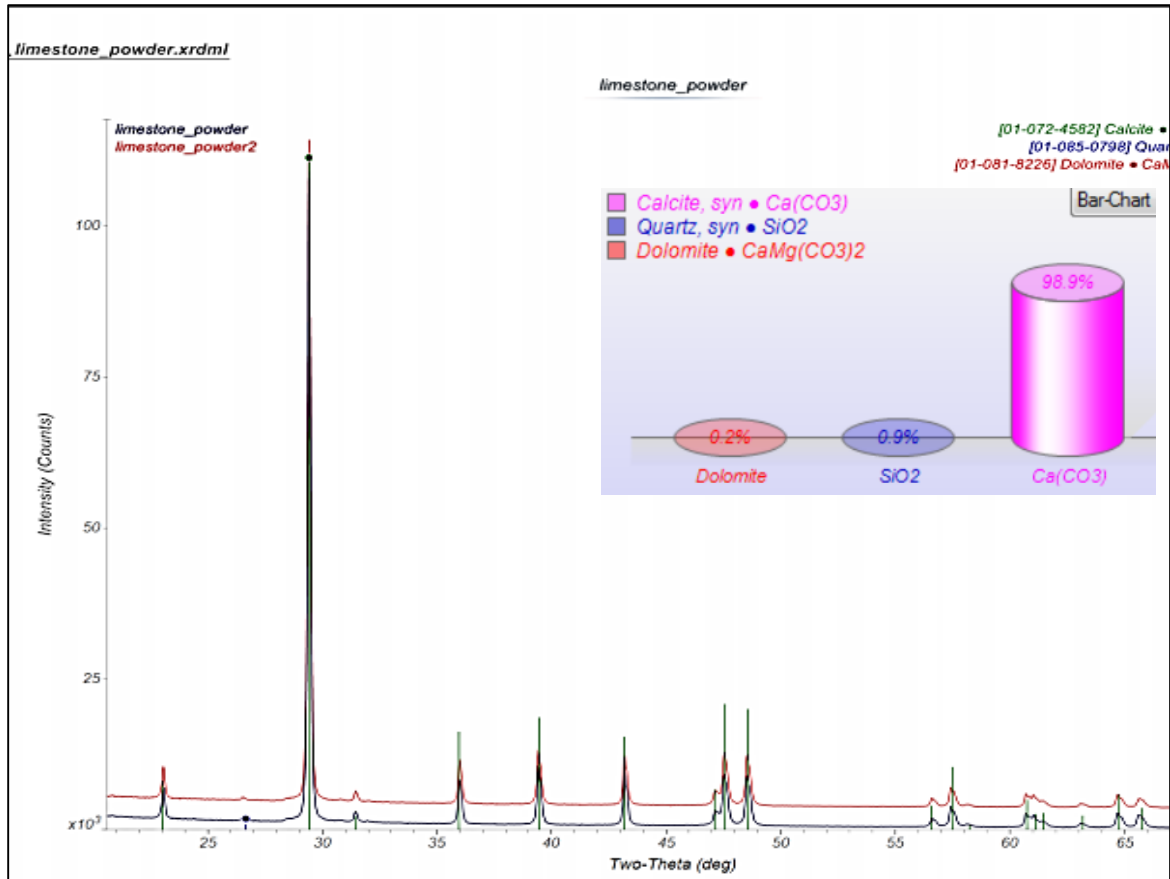 limestone_powder.xrdml
limestone_powder
limestone_powder
limestone_powder2
[01-072-4582] Calcite ●
[01-085-0798] Quar
[01-081-8226] Dolomite ● CaM
Bar-Chart
Calcite, syn ● Ca(CO3)
Quartz, syn ● SiO2
Dolomite ● CaMg(CO3)2
98.9%
0.2%
0.9%
Dolomite
SiO2
Ca(CO3)
100
75
50
25
x10³
Intensity (Counts)
25
30
35
40
45
50
55
60
65
Two-Theta (deg)